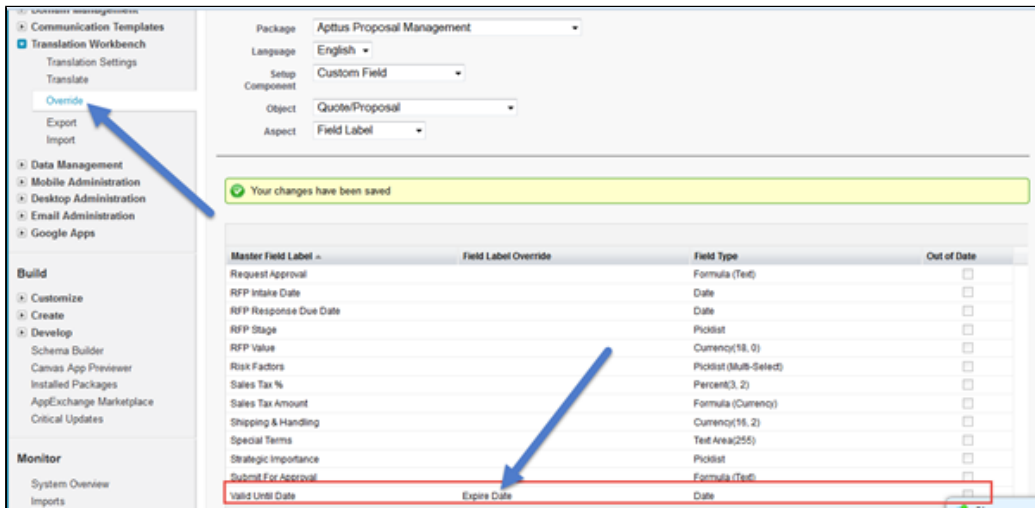 Domain Management
Communication Templates
Translation Workbench
Translation Settings
Translate
Override
Export
Import
Data Management
Mobile Administration
Desktop Administration
Email Administration
Google Apps
Build
Customize
Create
Develop
Schema Builder
Canvas App Previewer
Installed Packages
AppExchange Marketplace
Critical Updates
Monitor
System Overview
Imports
Package Apttus Proposal Management
Language English
Setup Component Custom Field
Object Quote/Proposal
Aspect Field Label
Your changes have been saved
Master Field Label Field Label Override Field Type Out of Date
Request Approval Formula (Text)
RFP Intake Date Date
RFP Response Due Date Date
RFP Stage Picklist
RFP Value Currency(18, 0)
Risk Factors Picklist (Multi-Select)
Sales Tax % Percent(3, 2)
Sales Tax Amount Formula (Currency)
Shipping & Handling Currency(16, 2)
Special Terms Text Area(255)
Strategic Importance Picklist
Submit For Approval Formula (Text)
Valid Until Date Expire Date Date